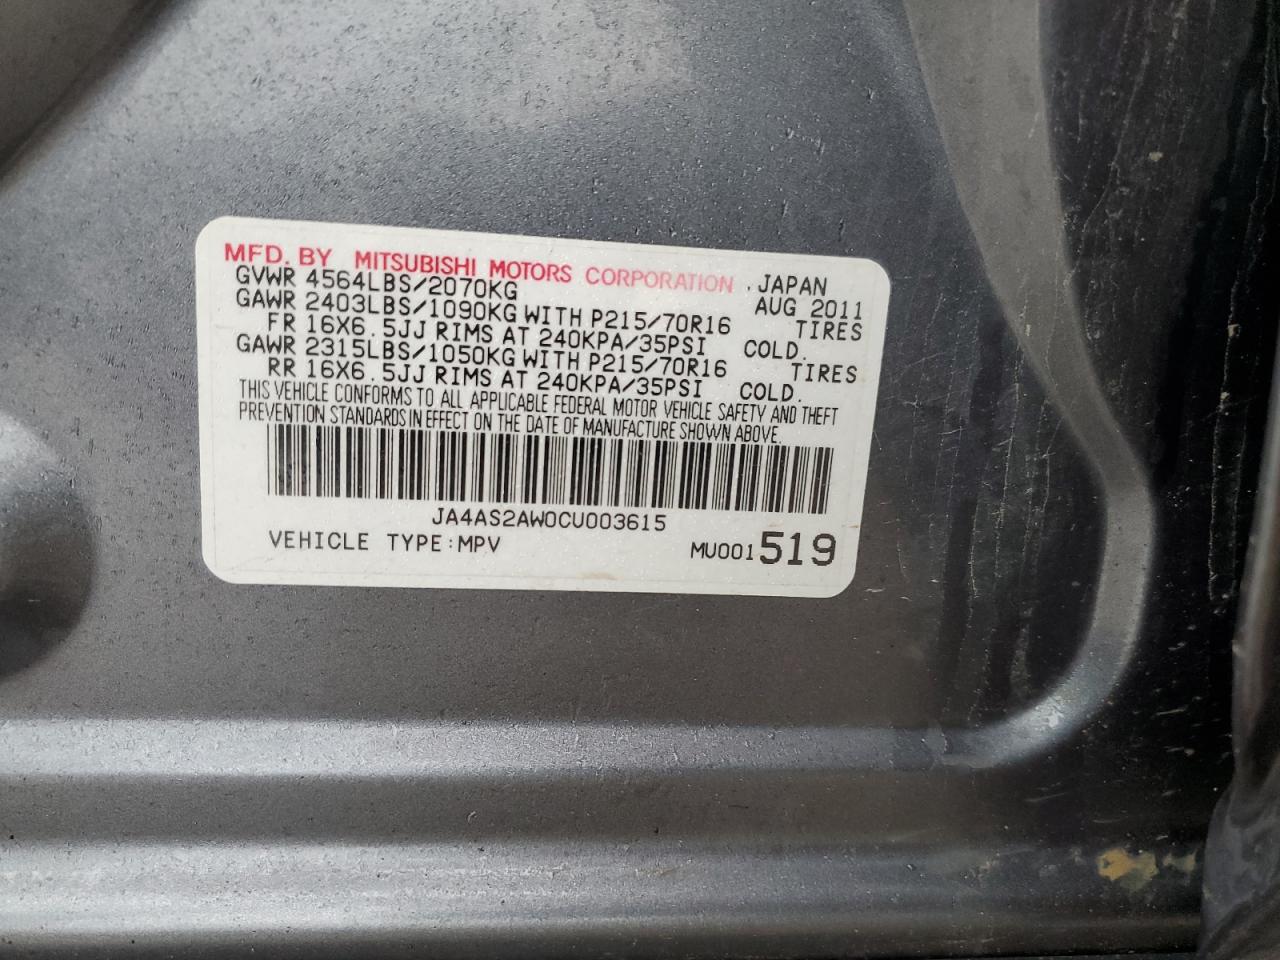 MFD. BY MITSUBISHI MOTORS CORPORATION JAPAN
GVWR 4564LBS/2070KG AUG 2011
GAWR 2403LBS/1090KG WITH P215/70R16 TIRES
FR 16X6.5JJ RIMS AT 240KPA/35PSI COLD.
GAWR 2315LBS/1050KG WITH P215/70R16 TIRES
RR 16X6.5JJ RIMS AT 240KPA/35PSI COLD.
THIS VEHICLE CONFORMS TO ALL APPLICABLE FEDERAL MOTOR VEHICLE SAFETY AND THEFT
PREVENTION STANDARDS IN EFFECT ON THE DATE OF MANUFACTURE SHOWN ABOVE.
JA4AS2AW0CU003615
VEHICLE TYPE:MPV MU001519